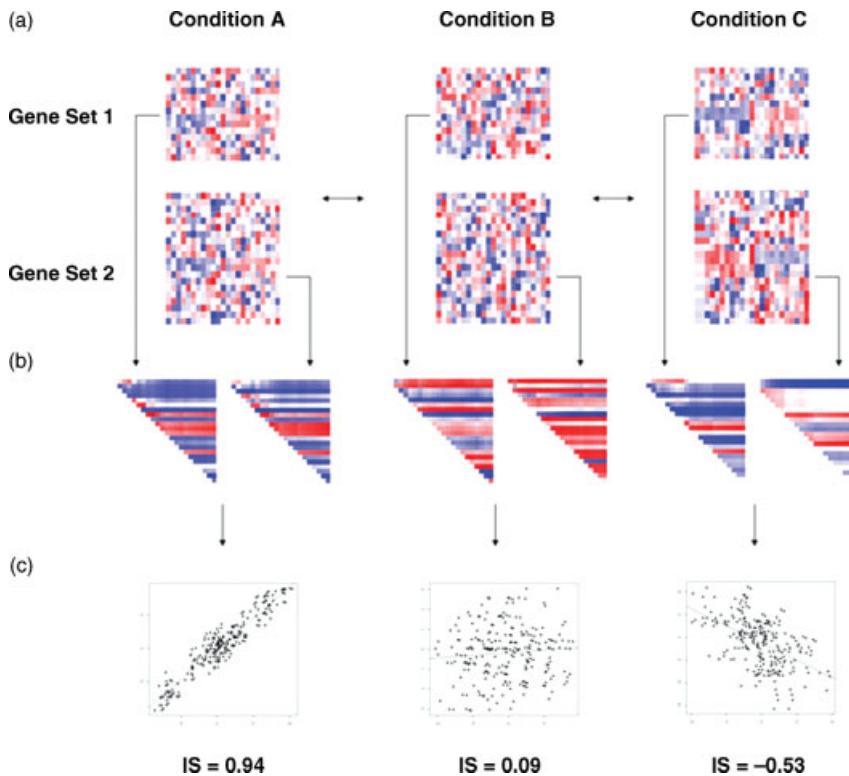 (a)
Condition A
Condition B
Condition C
Gene Set 1
Gene Set 2
(b)
(c)
IS = 0.94
IS = 0.09
IS = –0.53